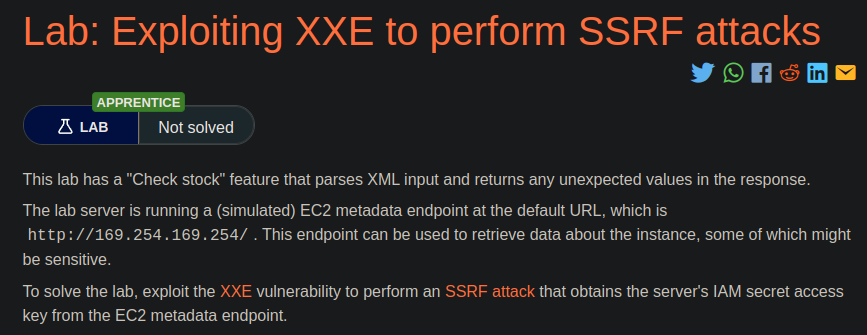 Lab: Exploiting XXE to perform SSRF attacks
APPRENTICE
LAB
Not solved
This lab has a "Check stock" feature that parses XML input and returns any unexpected values in the response.
The lab server is running a (simulated) EC2 metadata endpoint at the default URL, which is
http://169.254.169.254/ . This endpoint can be used to retrieve data about the instance, some of which might
be sensitive.
To solve the lab, exploit the XXE vulnerability to perform an SSRF attack that obtains the server's IAM secret access
key from the EC2 metadata endpoint.